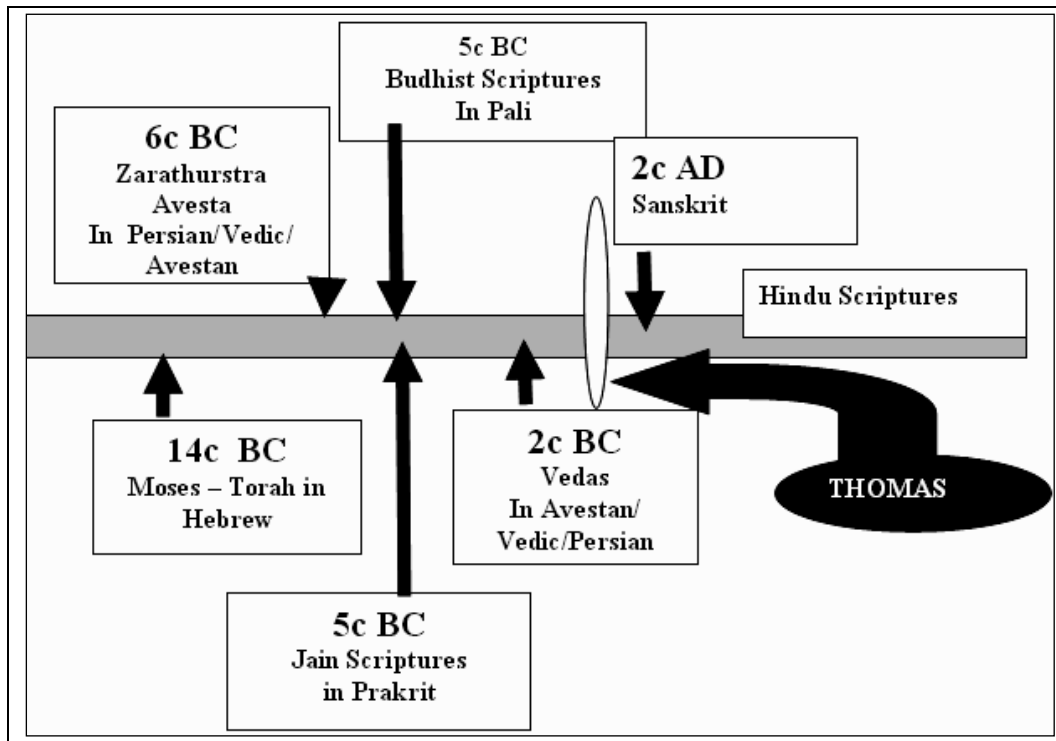 5c BC
Budhist Scriptures
In Pali
6c BC
Zarathurstra
Avesta
In Persian/Vedic/
Avestan
2c AD
Sanskrit
Hindu Scriptures
14c BC
Moses – Torah in
Hebrew
2c BC
Vedas
In Avestan/
Vedic/Persian
THOMAS
5c BC
Jain Scriptures
in Prakrit